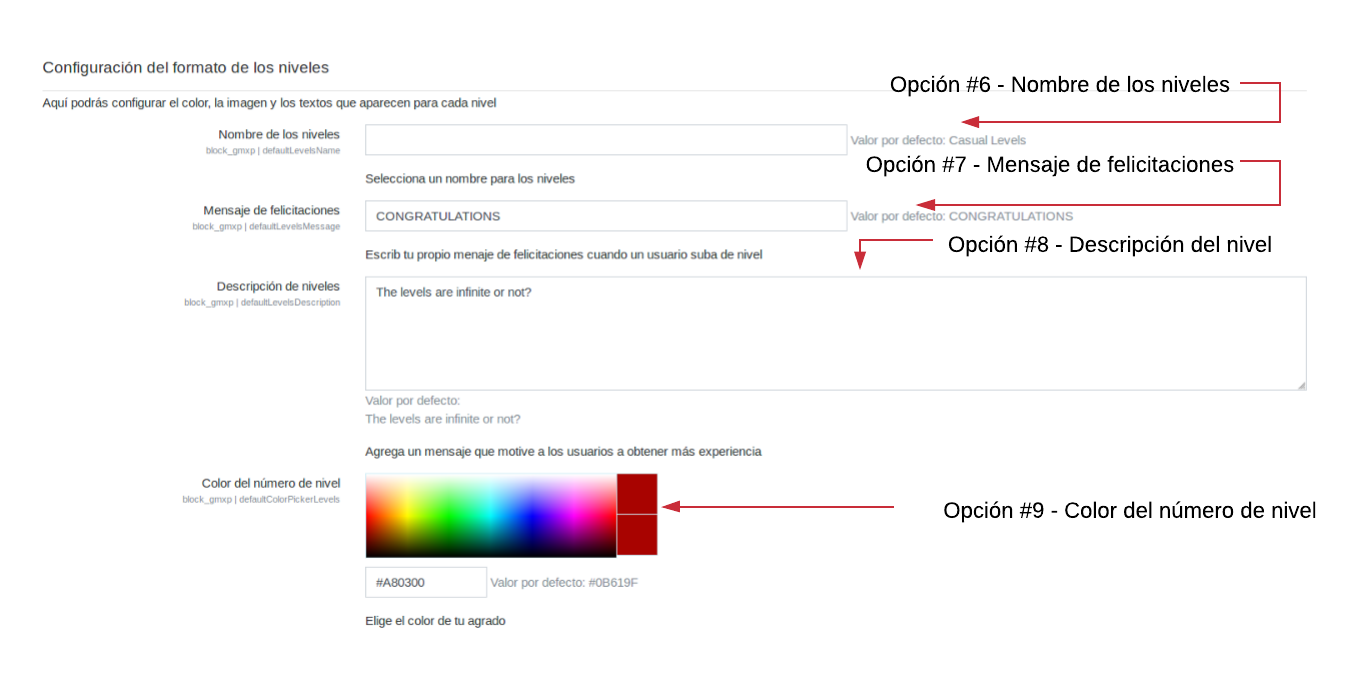 Configuración del formato de los niveles
Opción #6 - Nombre de los niveles
Aquí podrás configurar el color, la imagen y los textos que aparecen para cada nivel
Nombre de los niveles
block_gmxp | defaultLevelsName
Valor por defecto: Casual Levels
Opción #7 - Mensaje de felicitaciones
Selecciona un nombre para los niveles
Mensaje de felicitaciones
block_gmxp | defaultLevelsMessage
CONGRATULATIONS
Valor por defecto: CONGRATULATIONS
Opción #8 - Descripción del nivel
Escrib tu propio menaje de felicitaciones cuando un usuario suba de nivel
Descripción de niveles
block_gmxp | defaultLevelsDescription
The levels are infinite or not?
Valor por defecto:
The levels are infinite or not?
Agrega un mensaje que motive a los usuarios a obtener más experiencia
Color del número de nivel
block_gmxp | defaultColorPickerLevels
Opción #9 - Color del número de nivel
#A80300
Valor por defecto: #0B619F
Elige el color de tu agrado